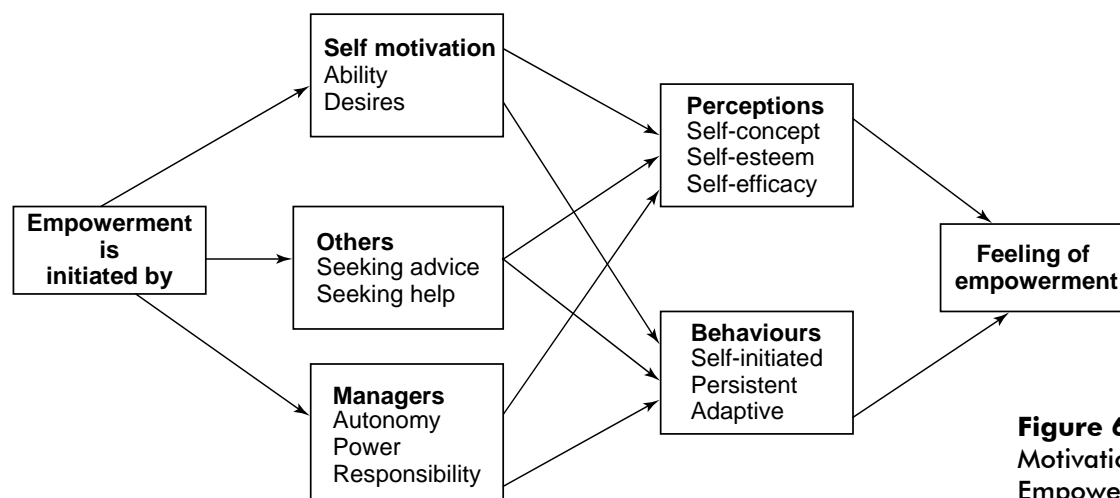 Self motivation
Ability
Desires
Perceptions
Self-concept
Self-esteem
Self-efficacy
Empowerment
is
initiated by
Others
Seeking advice
Seeking help
Feeling of
empowerment
Behaviours
Self-initiated
Persistent
Adaptive
Managers
Autonomy
Power
Responsibility
Figure